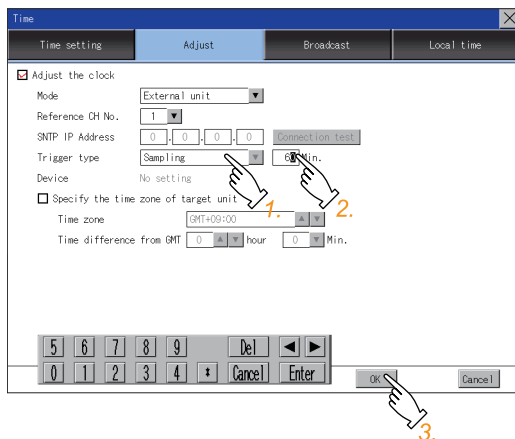 Time
Time setting Adjust Broadcast Local time
Adjust the clock
Mode External unit
Reference CH No. 1
SNTP IP Address 0 . 0 . 0 . 0 Connection test
Trigger type Sampling Min.
Device No setting
Specify the time zone of target unit
1. 2.
Time zone GMT+09:00
Time difference from GMT 0 hour 0 Min.
5 6 7 8 9 Del
0 1 2 3 4 Cancel Enter
OK Cancel
3.